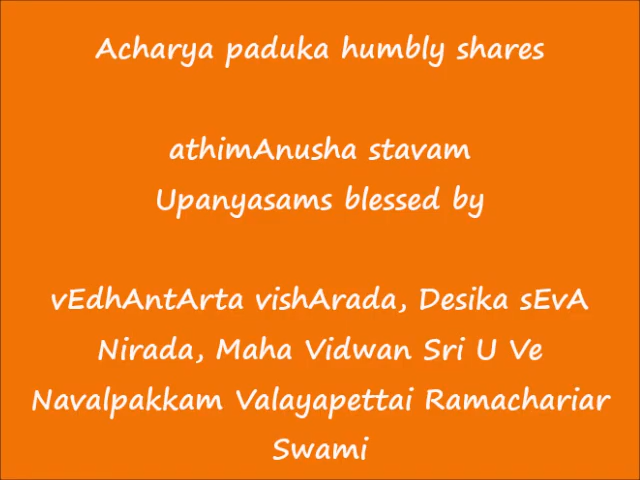 Acharya paduka humbly shares
athimAnusha stavam
Upanyasams blessed by
vEdhAntArta vishArada, Desika sEvA
Nirada, Maha Vidwan Sri U Ve
Navalpakkam Valayapettai Ramachariar
Swami